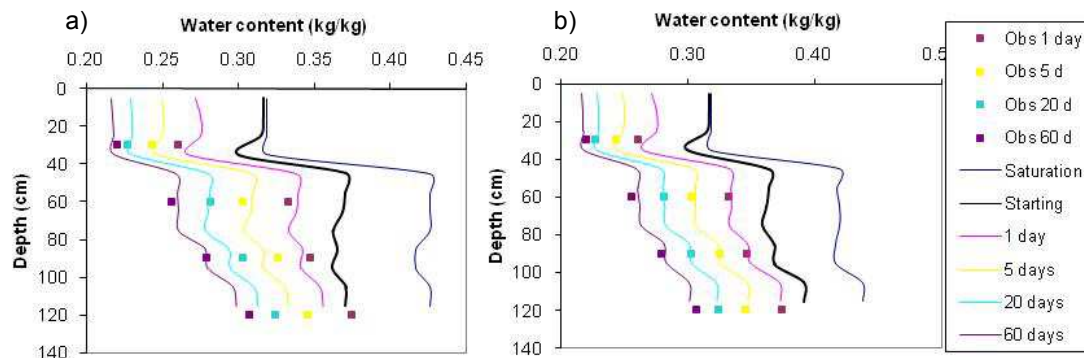 a)
Water content (kg/kg)
0.20 0.25 0.30 0.35 0.40 0.45
0
20
40
60
80
100
120
140
Depth (cm)
b)
Water content (kg/kg)
0.20 0.30 0.40 0.5
0
20
40
60
80
100
120
140
Depth (cm)
Obs 1 day
Obs 5 d
Obs 20 d
Obs 60 d
Saturation
Starting
1 day
5 days
20 days
60 days